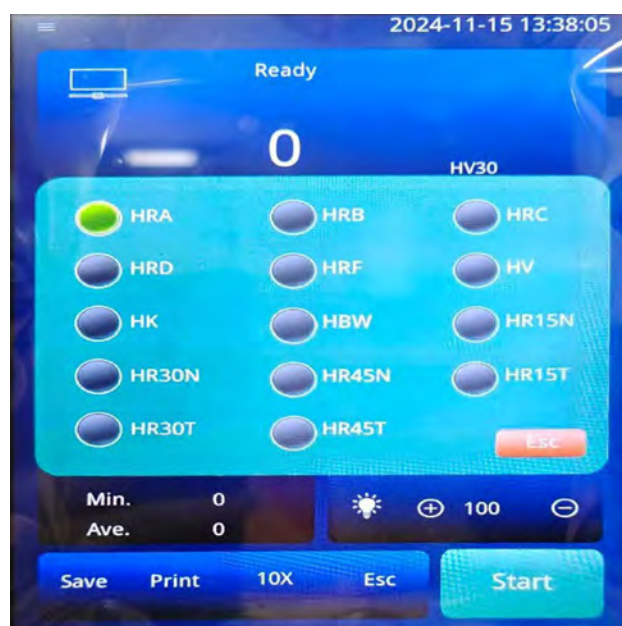 2024-11-15 13:38:05
Ready
0
HV30
HRA HRB HRC
HRD HRF HV
HK HBW HR15N
HR30N HR45N HR15T
HR30T HR45T Esc
Min. 0
Ave. 0
100
Save Print 10X Esc Start